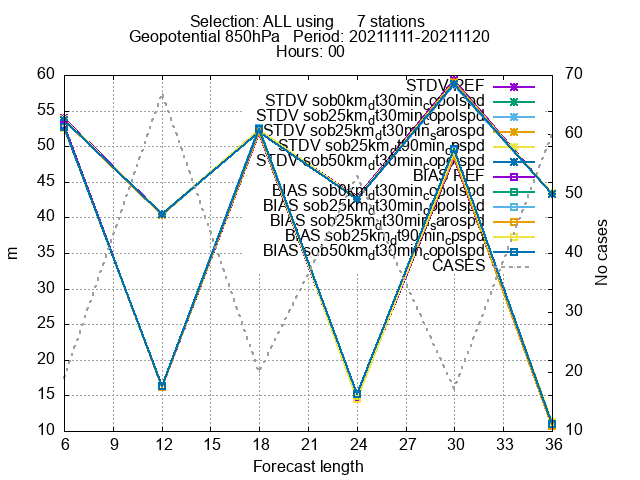 Selection: ALL using 7 stations
Geopotential 850hPa Period: 20211111-20211120
Hours: 00
STDV REF
STDV sob0km_dt30min_copolspd
STDV sob25km_dt30min_copolspd
STDV sob25km_dt30min_sarospd
STDV sob25km_dt90min_cpspd
STDV sob50km_dt30min_copolspd
BIAS REF
BIAS sob0km_dt30min_copolspd
BIAS sob25km_dt30min_copolspd
BIAS sob25km_dt30min_sarospd
BIAS sob50km_dt30min_copolspd
CASES
60
55
50
45
40
35
30
25
20
15
10
m
70
60
50
40
30
20
10
No cases
6 9 12 15 18 21 24 27 30 33 36
Forecast length